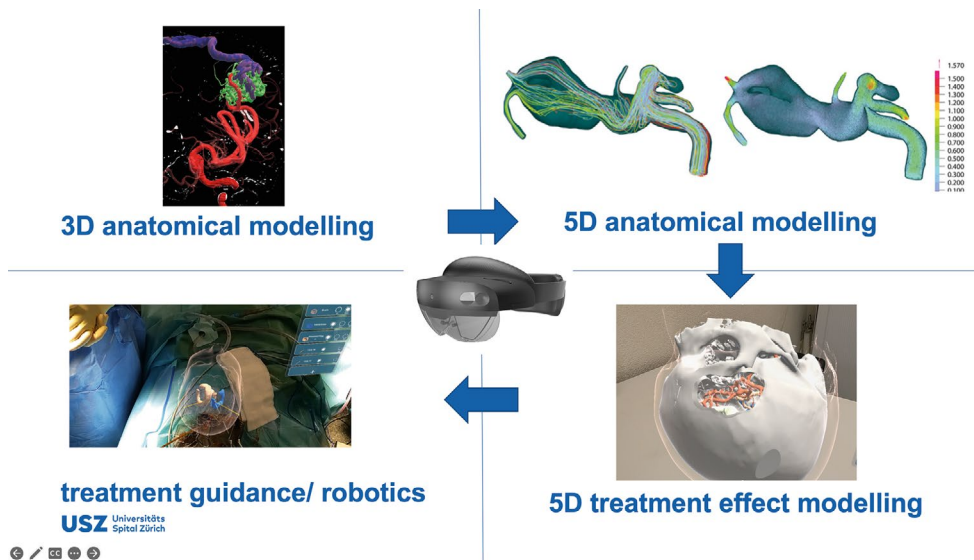 1.570
1.500
1.400
1.300
1.200
1.100
1.000
0.900
0.800
0.700
0.600
0.500
0.400
0.300
0.200
0.100
3D anatomical modelling
5D anatomical modelling
treatment guidance/ robotics
5D treatment effect modelling
USZ Universitäts
Spital Zürich
CC